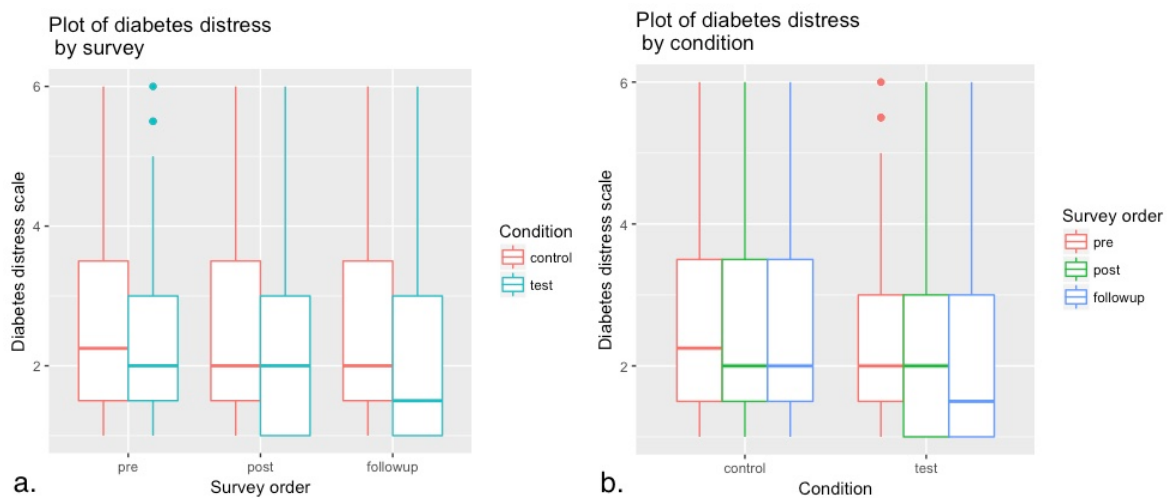 Plot of diabetes distress
by survey
6
4
2
Diabetes distress scale
pre
post
followup
Survey order
Condition
control
test
a.
Plot of diabetes distress
by condition
6
4
2
Diabetes distress scale
control
test
Condition
Survey order
pre
post
followup
b.